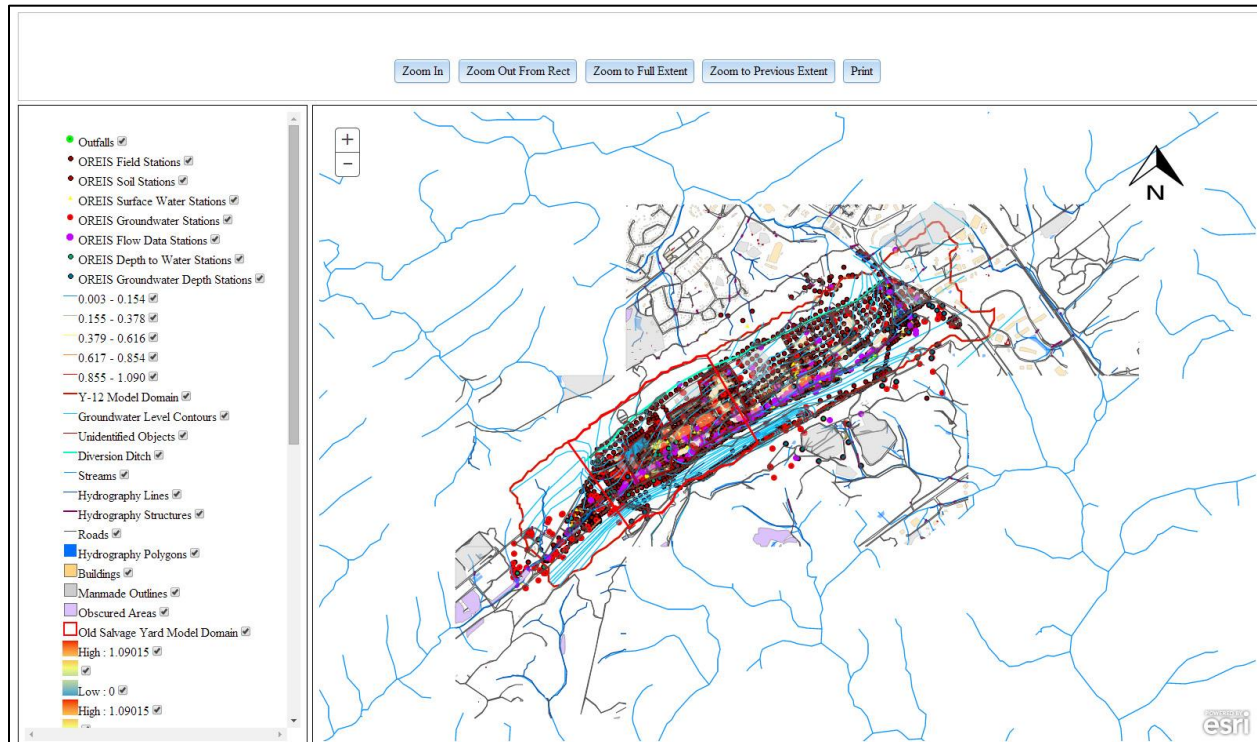 Zoom In
Zoom Out From Rect
Zoom to Full Extent
Zoom to Previous Extent
Print
Outfalls
OREIS Field Stations
OREIS Soil Stations
OREIS Surface Water Stations
OREIS Groundwater Stations
OREIS Flow Data Stations
OREIS Depth to Water Stations
OREIS Groundwater Depth Stations
0.003 - 0.154
0.155 - 0.378
0.379 - 0.616
0.617 - 0.854
0.855 - 1.090
Y-12 Model Domain
Groundwater Level Contours
Unidentified Objects
Diversion Ditch
Streams
Hydrography Lines
Hydrography Structures
Roads
Hydrography Polygons
Buildings
Manmade Outlines
Obscured Areas
Old Salvage Yard Model Domain
High : 1.09015
Low : 0
High : 1.09015
+
−
N
POWERED BY
esri